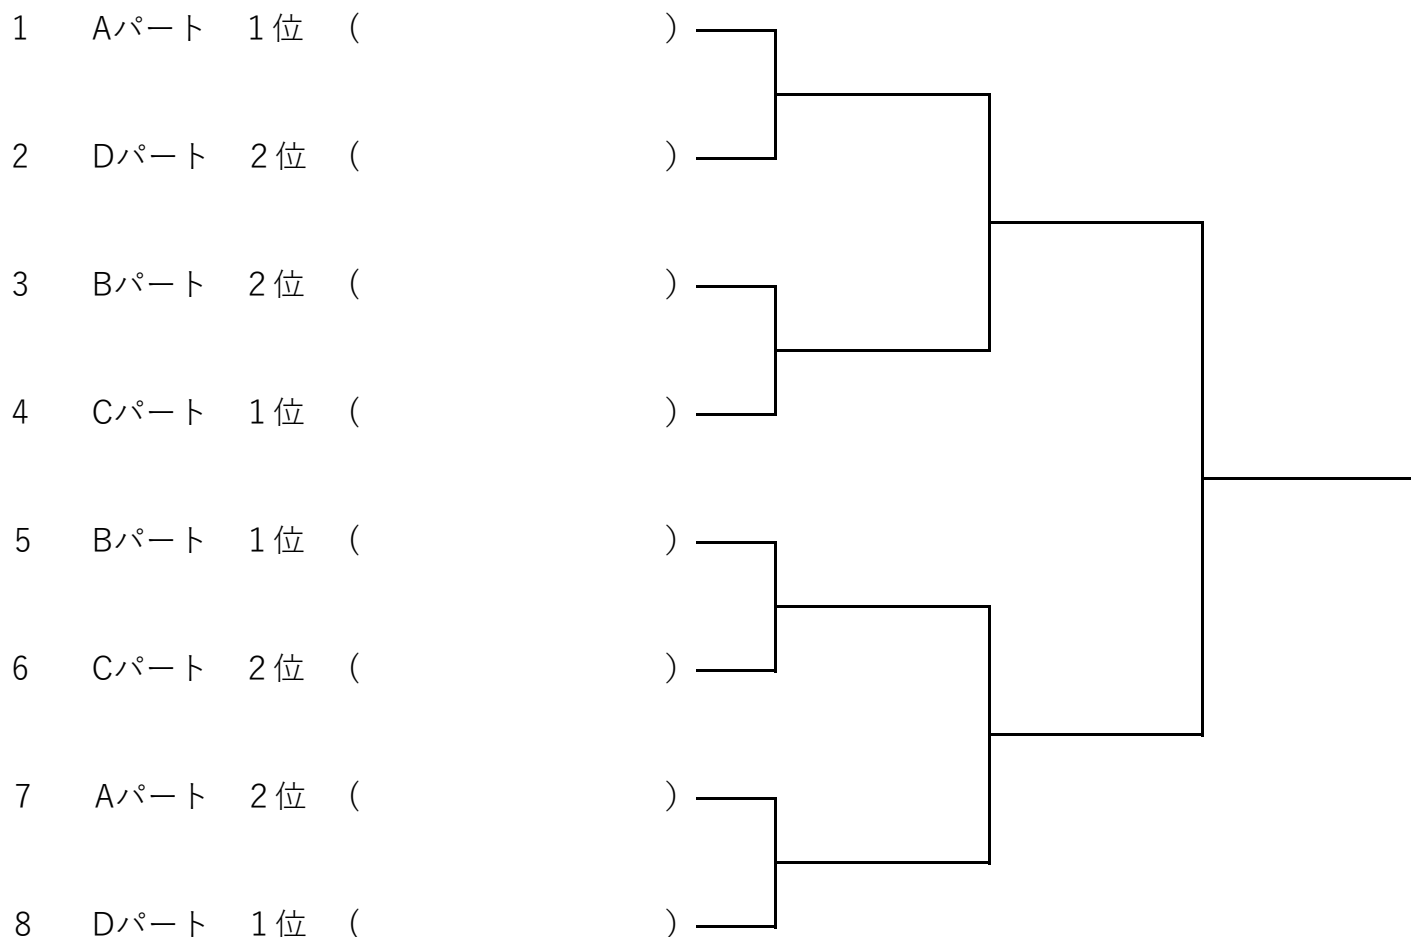 1 Aパート 1位 ( )
2 Dパート 2位 ( )
3 Bパート 2位 ( )
4 Cパート 1位 ( )
5 Bパート 1位 ( )
6 Cパート 2位 ( )
7 Aパート 2位 ( )
8 Dパート 1位 ( )